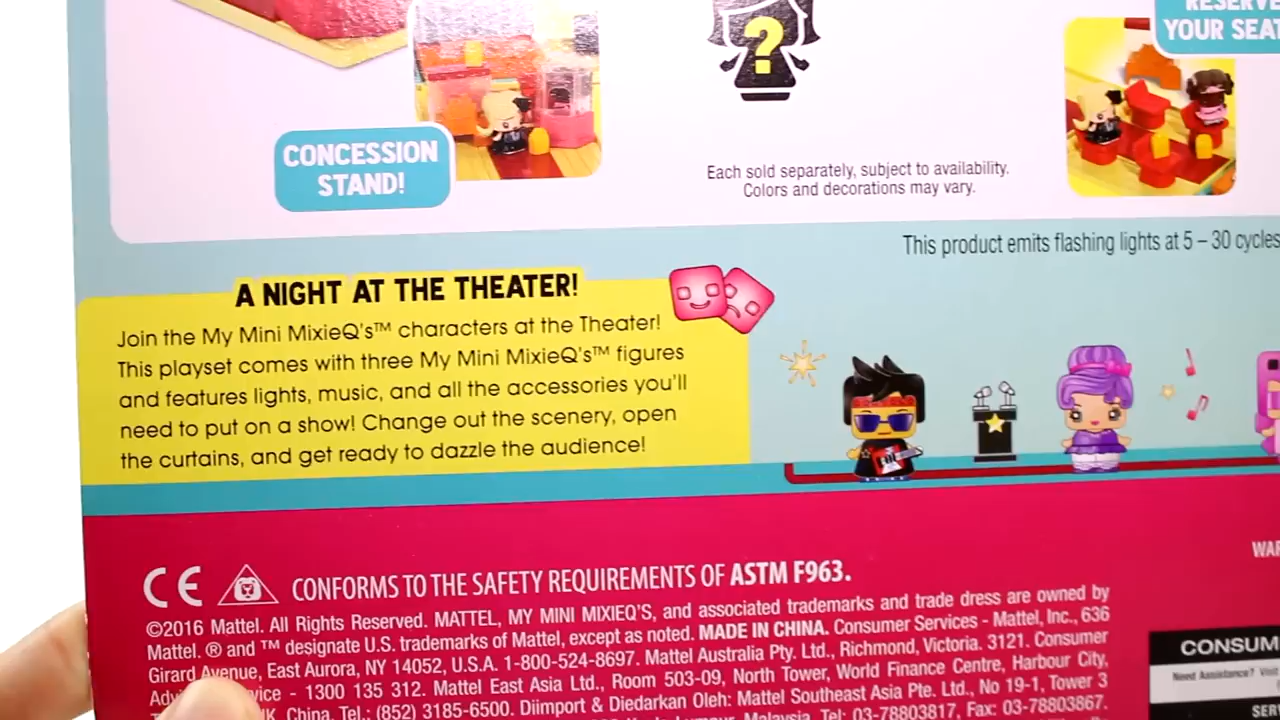 RESERVE
YOUR SEAT
?
CONCESSION
STAND!
Each sold separately, subject to availability.
Colors and decorations may vary.
This product emits flashing lights at 5 – 30 cycles
A NIGHT AT THE THEATER!
Join the My Mini MixieQ's™ characters at the Theater!
This playset comes with three My Mini MixieQ's™ figures
and features lights, music, and all the accessories you'll
need to put on a show! Change out the scenery, open
the curtains, and get ready to dazzle the audience!
CE CONFORMS TO THE SAFETY REQUIREMENTS OF ASTM F963.
©2016 Mattel. All Rights Reserved. MATTEL, MY MINI MIXIEQ'S, and associated trademarks and trade dress are owned by
Mattel. ® and ™ designate U.S. trademarks of Mattel, except as noted. MADE IN CHINA. Consumer Services - Mattel, Inc., 636
Girard Avenue, East Aurora, NY 14052, U.S.A. 1-800-524-8697. Mattel Australia Pty. Ltd., Richmond, Victoria. 3121. Consumer
1300 135 312. Mattel East Asia Ltd., Room 503-09, North Tower, World Finance Centre, Harbour City,
China. Tel.: (852) 3185-6500. Diimport & Diedarkan Oleh: Mattel Southeast Asia Pte. Ltd., No 19-1, Tower 3
Malaysia. Tel: 03-78803817, Fax: 03-78803867.
WAR
CONSUM
Need Assistance? Visit
SERV